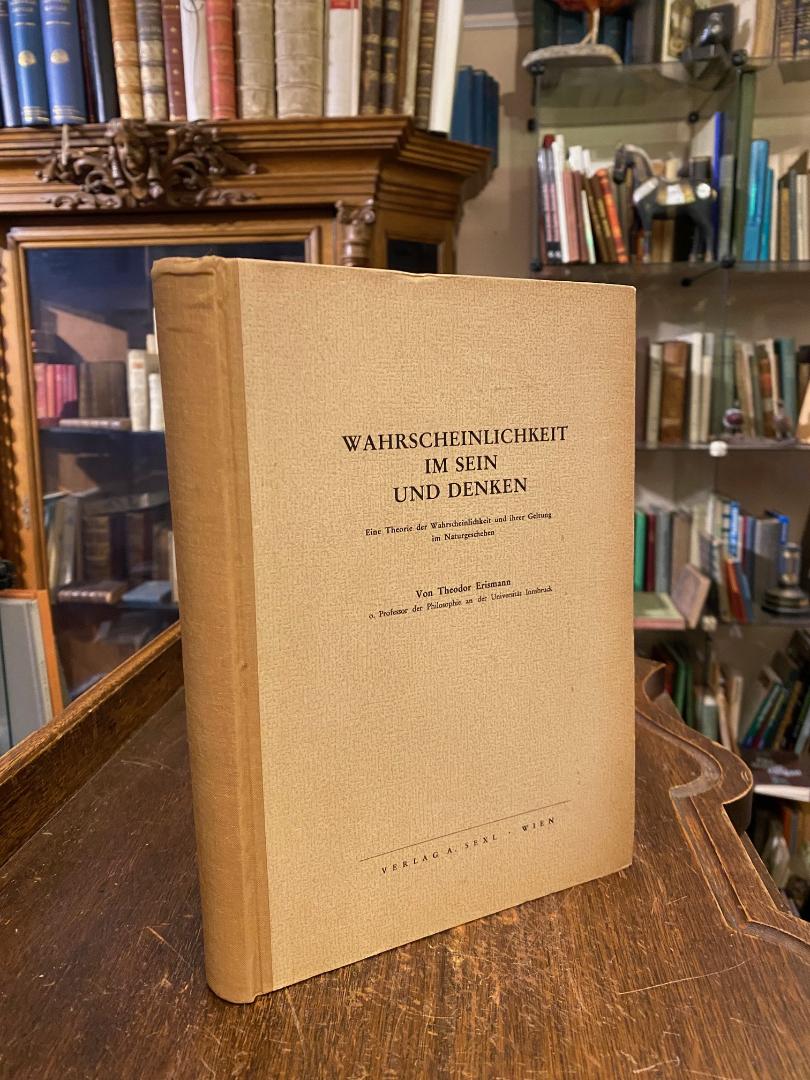 WAHRSCHEINLICHKEIT
IM SEIN
UND DENKEN
Eine Theorie der Wahrscheinlichkeit und ihrer Geltung
im Naturgeschehen
Von Theodor Erismann
o. Professor der Philosophie an der Universität Innsbruck
VERLAG A. SEXL · WIEN